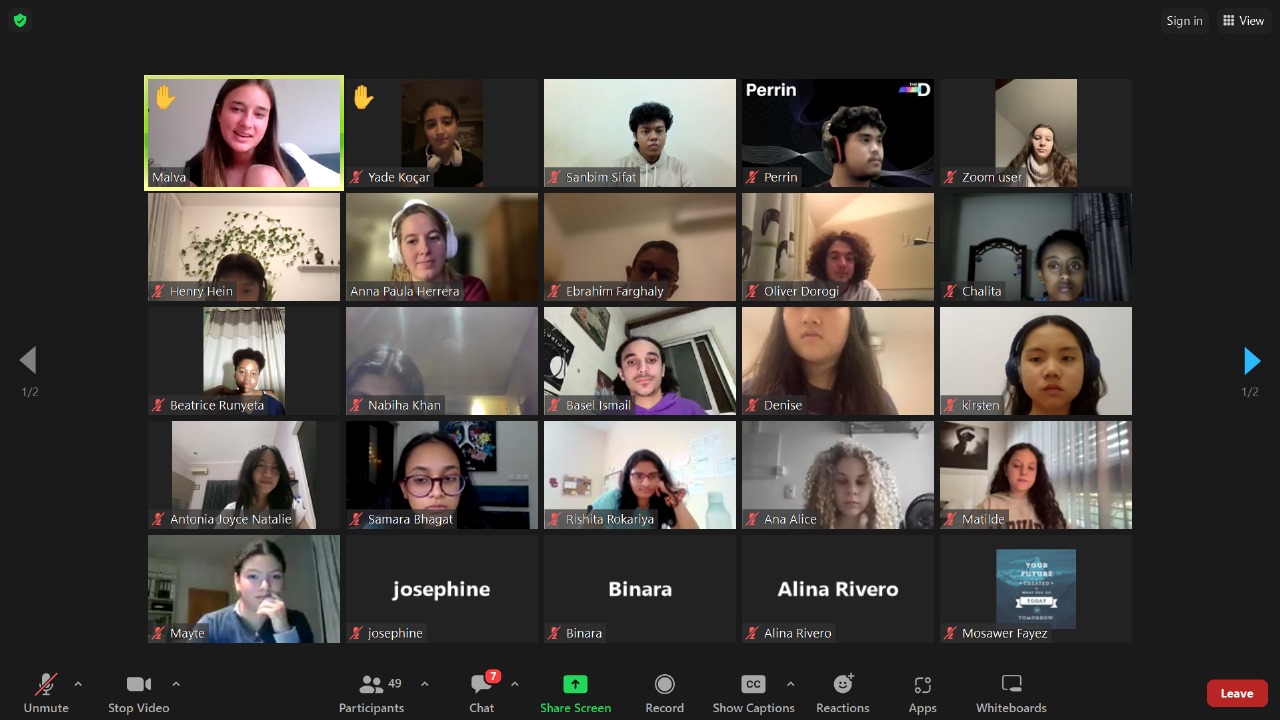 Sign in
View
Malva
Yade Koçar
Sanbim Sifat
Perrin
D
Perrin
Zoom user
Henry Hein
Anna Paula Herrera
Ebrahim Farghaly
Oliver Dorogi
Chalita
Beatrice Runyeta
Nabiha Khan
Basel Ismail
Denise
kirsten
1/2
1/2
Antonia Joyce Natalie
Samara Bhagat
Rishita Rokariya
Ana Alice
Matilde
Mayte
josephine
josephine
Binara
Binara
Alina Rivero
Alina Rivero
YOUR
FUTURE
CREATED
WHAT YOU DO
TODAY
TOMORROW.
Mosawer Fayez
Unmute
Stop Video
49
Participants
7
Chat
Share Screen
Record
CC
Show Captions
Reactions
Apps
Whiteboards
Leave